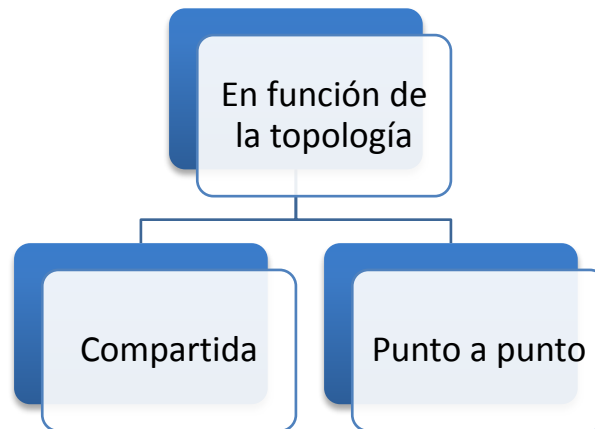 En función de
la topología
Compartida
Punto a punto